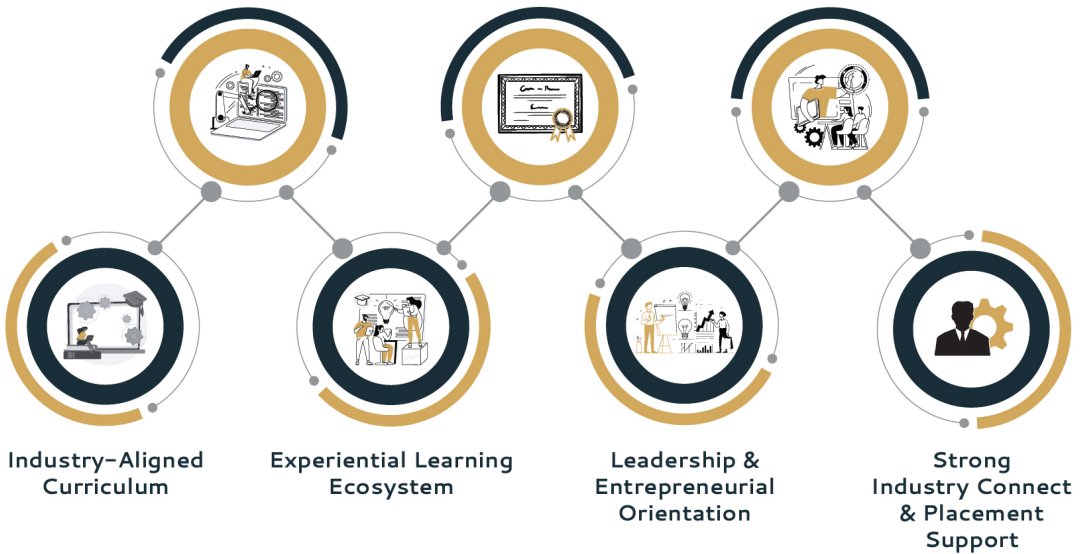 Industry-Aligned
Curriculum
Experiential Learning
Ecosystem
Leadership &
Entrepreneurial
Orientation
Strong
Industry Connect
& Placement
Support